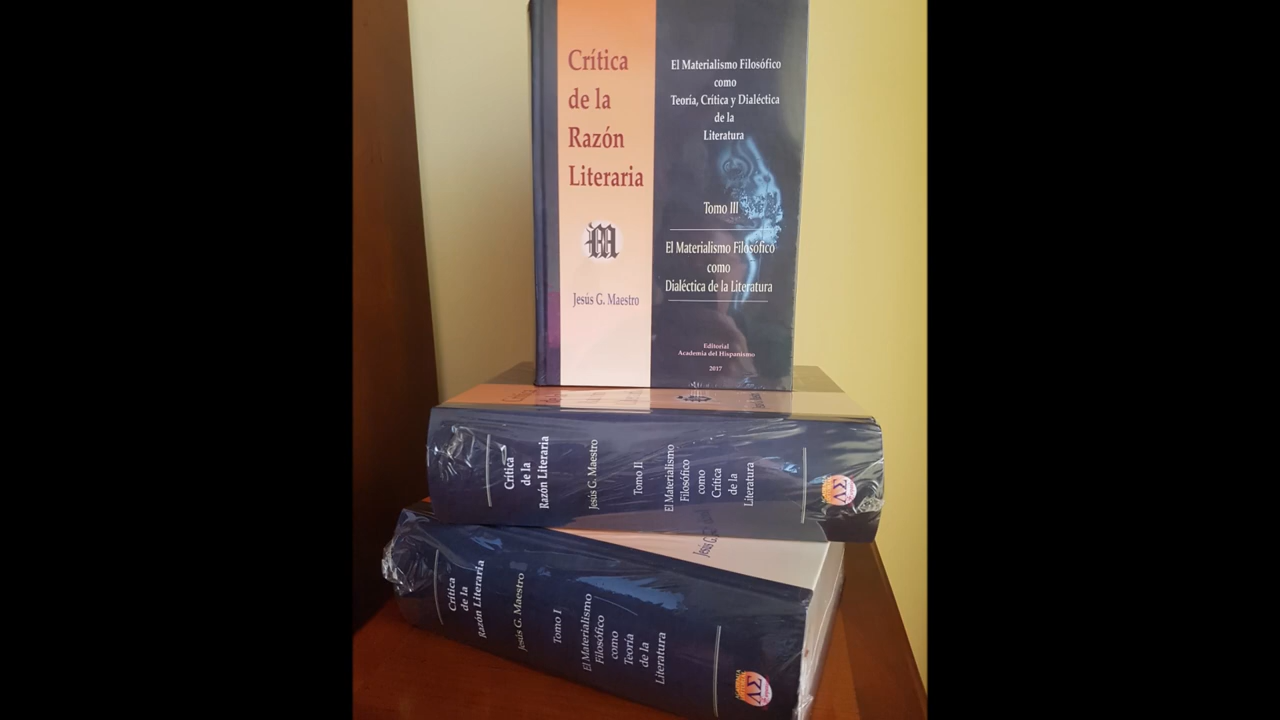 Crítica
de la
Razón
Literaria
Jesús G. Maestro
El Materialismo Filosófico
como
Teoría, Crítica y Dialéctica
de la
Literatura
Tomo III
El Materialismo Filosófico
como
Dialéctica de la Literatura
Editorial
Academia del Hispanismo
2017
Crítica
de la
Razón Literaria
Jesús G. Maestro
Tomo II
El Materialismo
Filosófico
como
Crítica
de la
Literatura
AΣ
Jesús G.
Crítica
de la
Razón Literaria
Jesús G. Maestro
Tomo I
El Materialismo
Filosófico
como
Teoría
de la
Literatura
AΣ